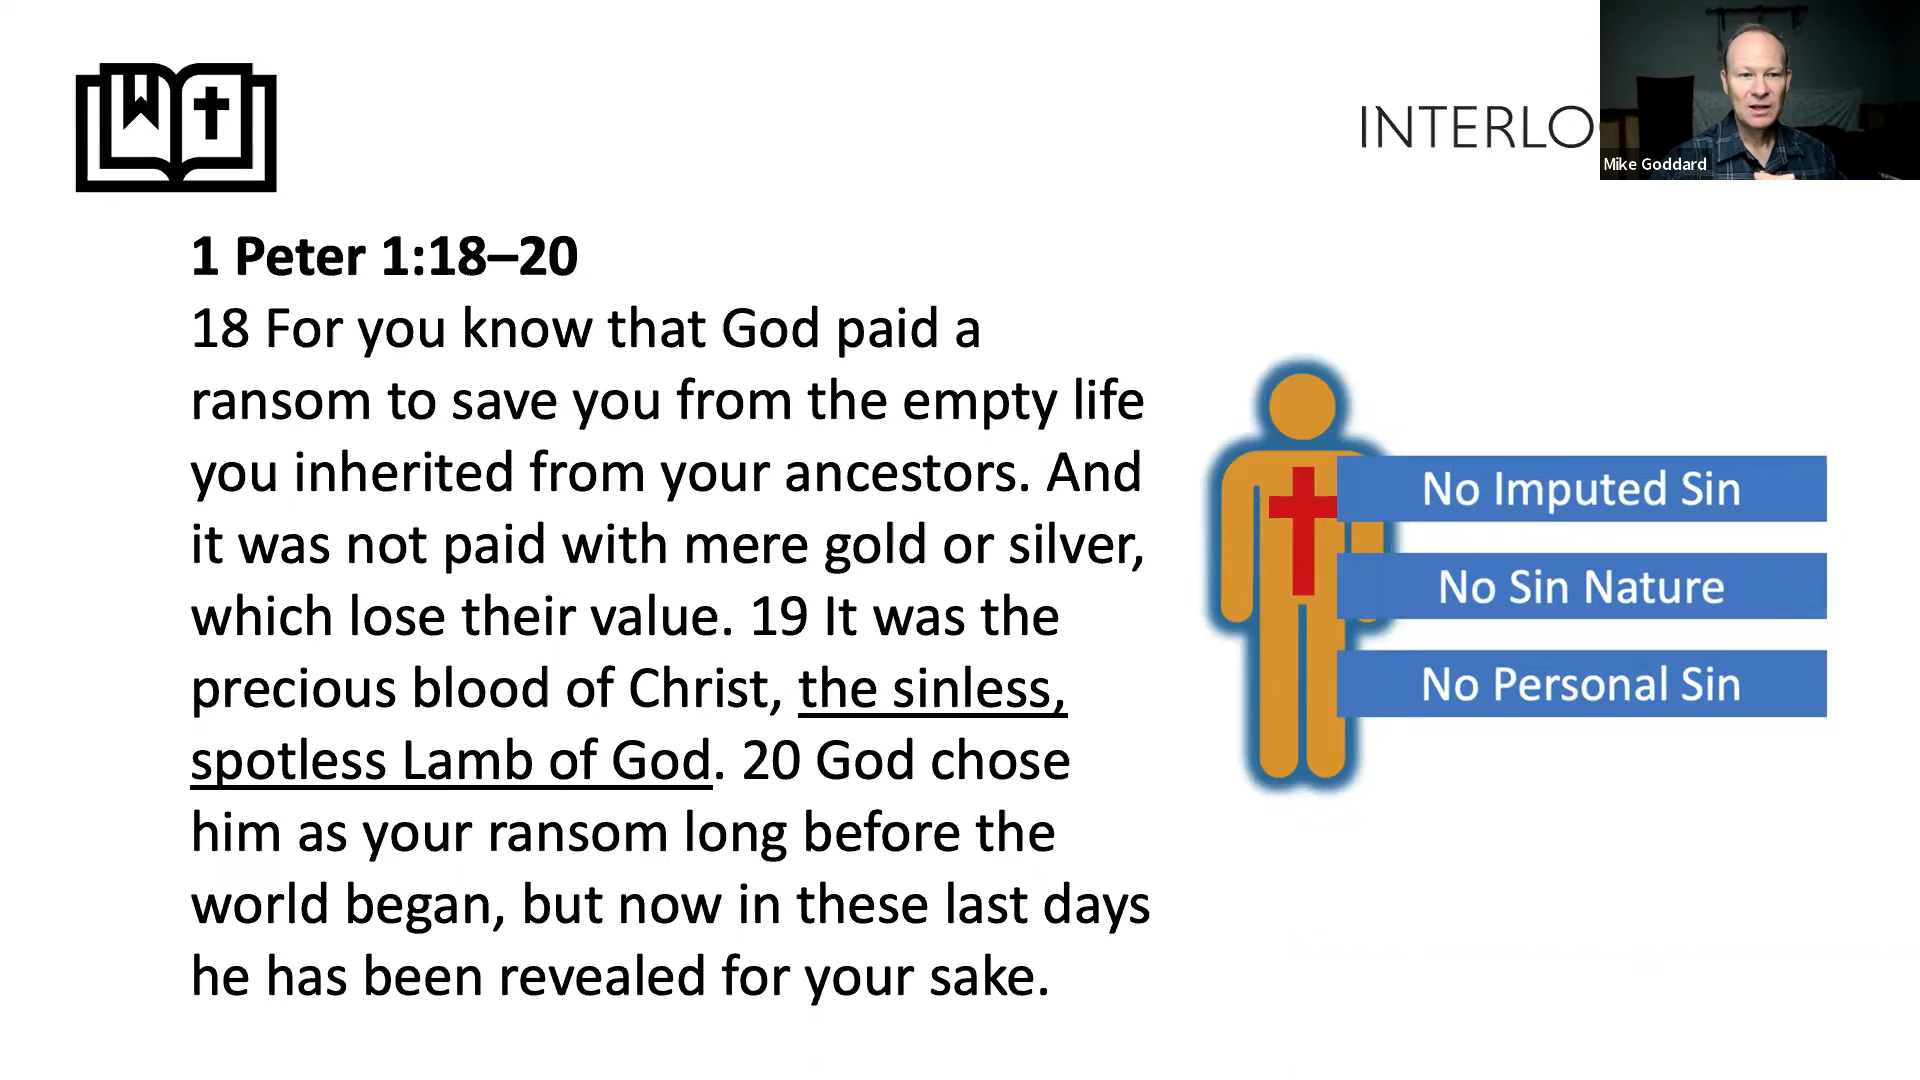 INTERLO
Mike Goddard
1 Peter 1:18–20
18 For you know that God paid a
ransom to save you from the empty life
you inherited from your ancestors. And
it was not paid with mere gold or silver,
which lose their value. 19 It was the
precious blood of Christ, the sinless,
spotless Lamb of God. 20 God chose
him as your ransom long before the
world began, but now in these last days
he has been revealed for your sake.
No Imputed Sin
No Sin Nature
No Personal Sin